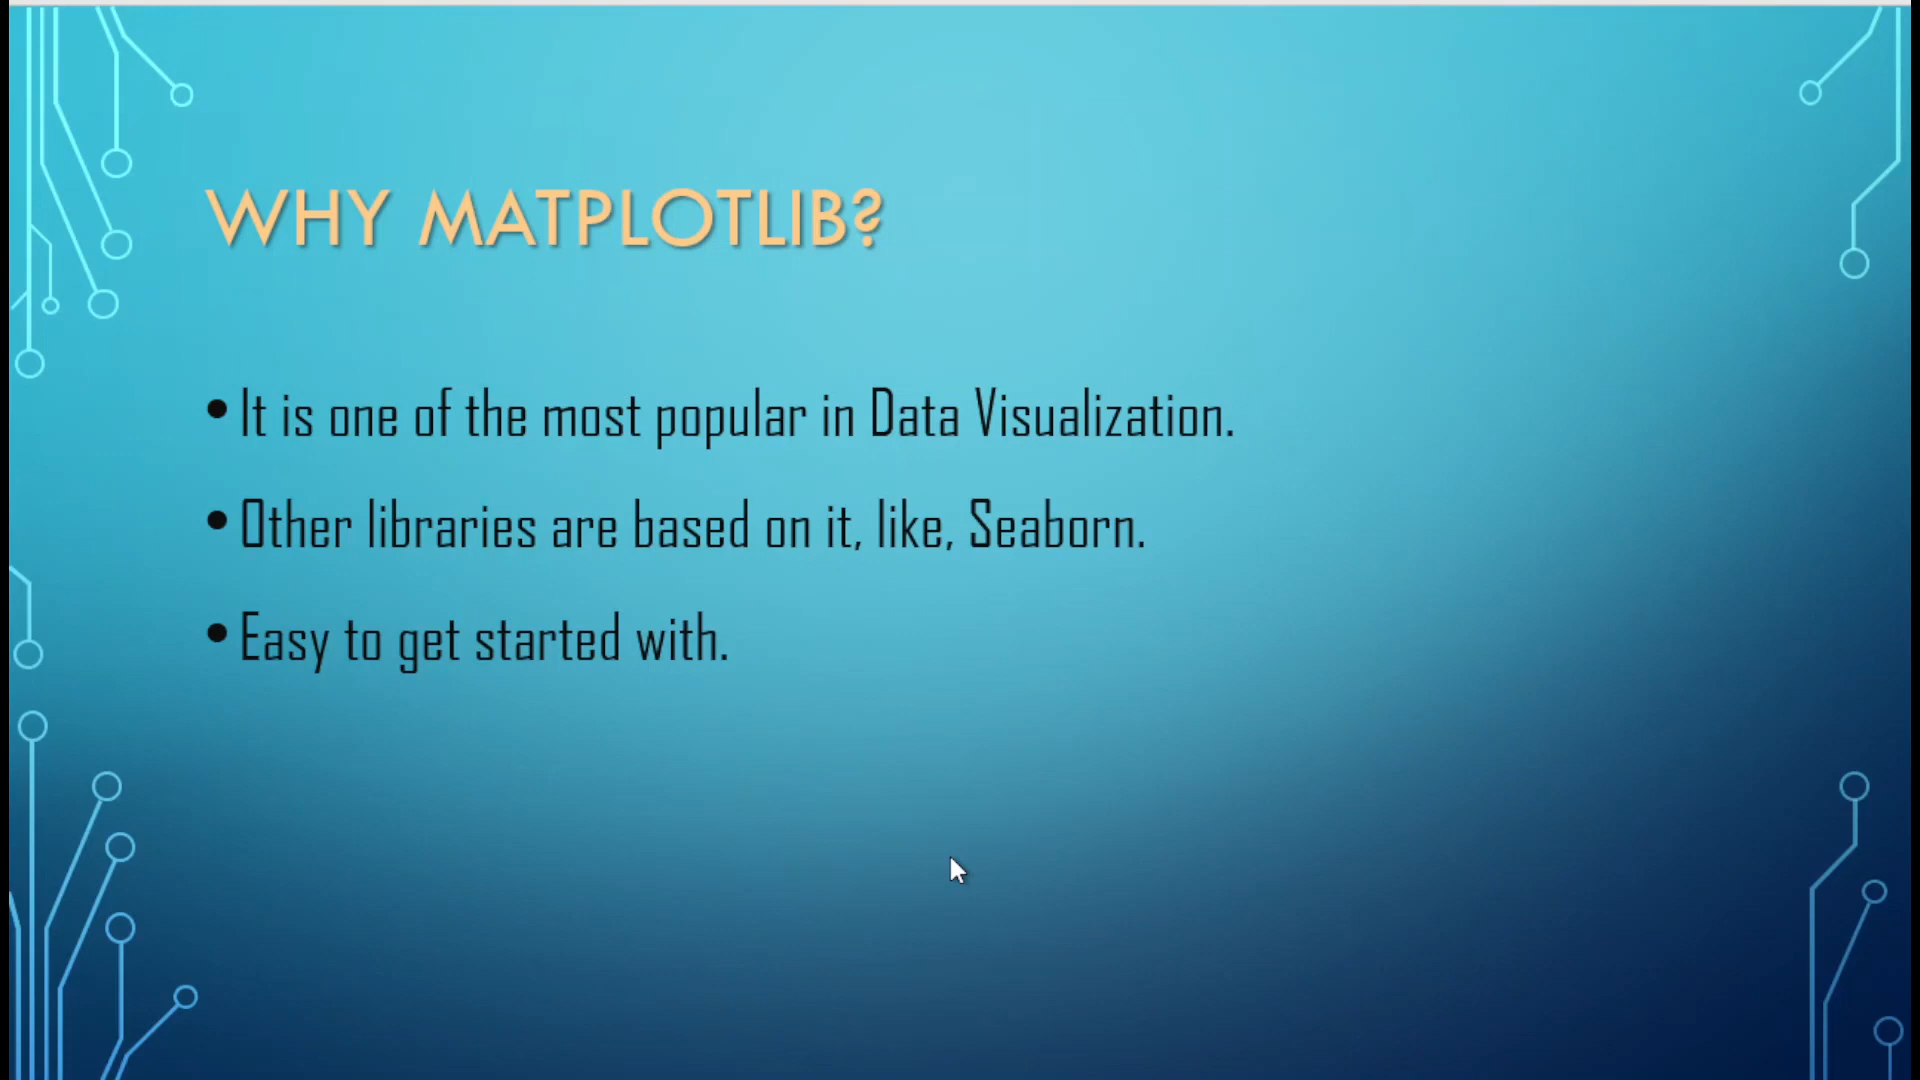 WHY MATPLOTLIB?
• It is one of the most popular in Data Visualization.
• Other libraries are based on it, like, Seaborn.
• Easy to get started with.